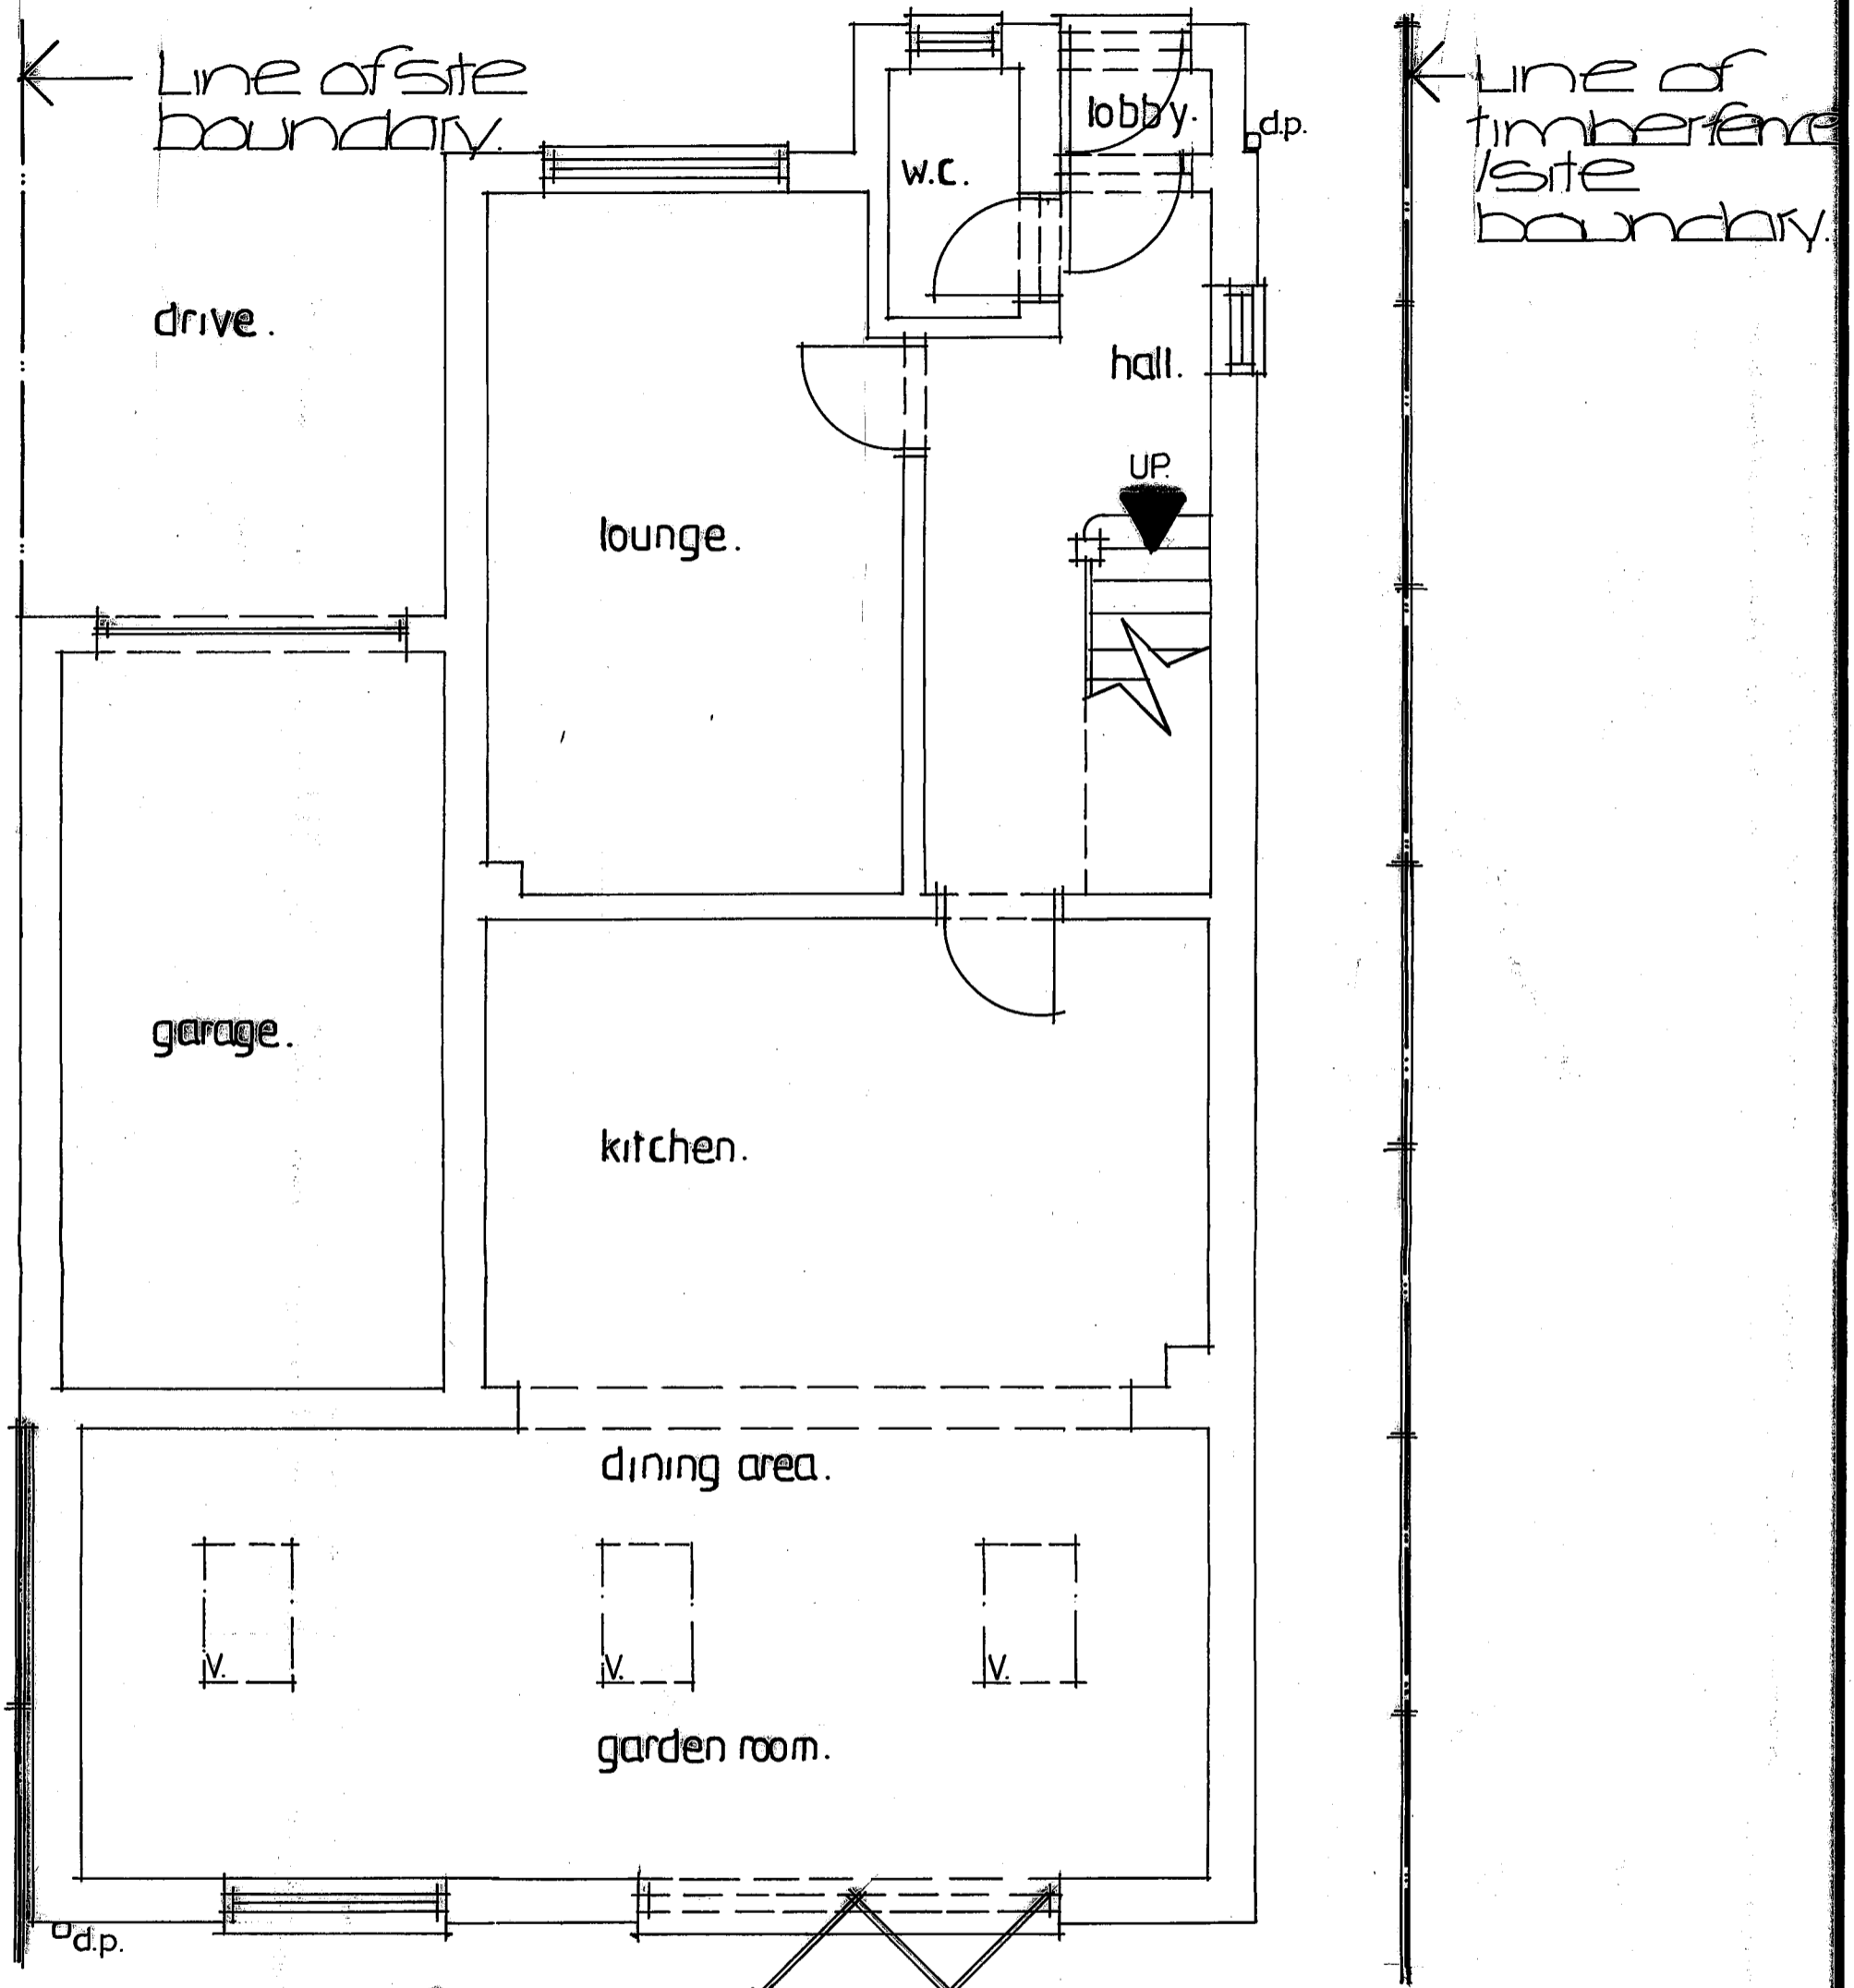 Line of site
boundary.
Line of
timber fence
/site
boundary.
lobby.
d.p.
w.c.
drive.
hall.
UP.
lounge.
garage.
kitchen.
dining area.
V.
V.
V.
garden room.
d.p.